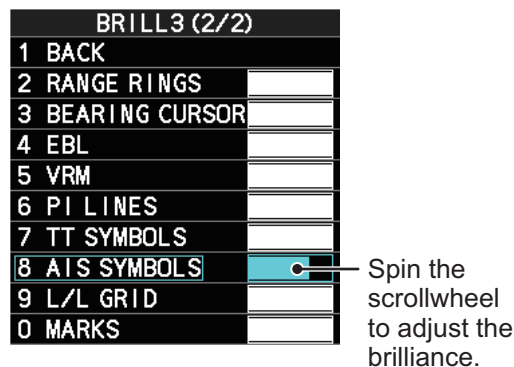 BRILL3 (2/2)
1 BACK
2 RANGE RINGS
3 BEARING CURSOR
4 EBL
5 VRM
6 PI LINES
7 TT SYMBOLS
8 AIS SYMBOLS
9 L/L GRID
0 MARKS
Spin the
scrollwheel
to adjust the
brilliance.